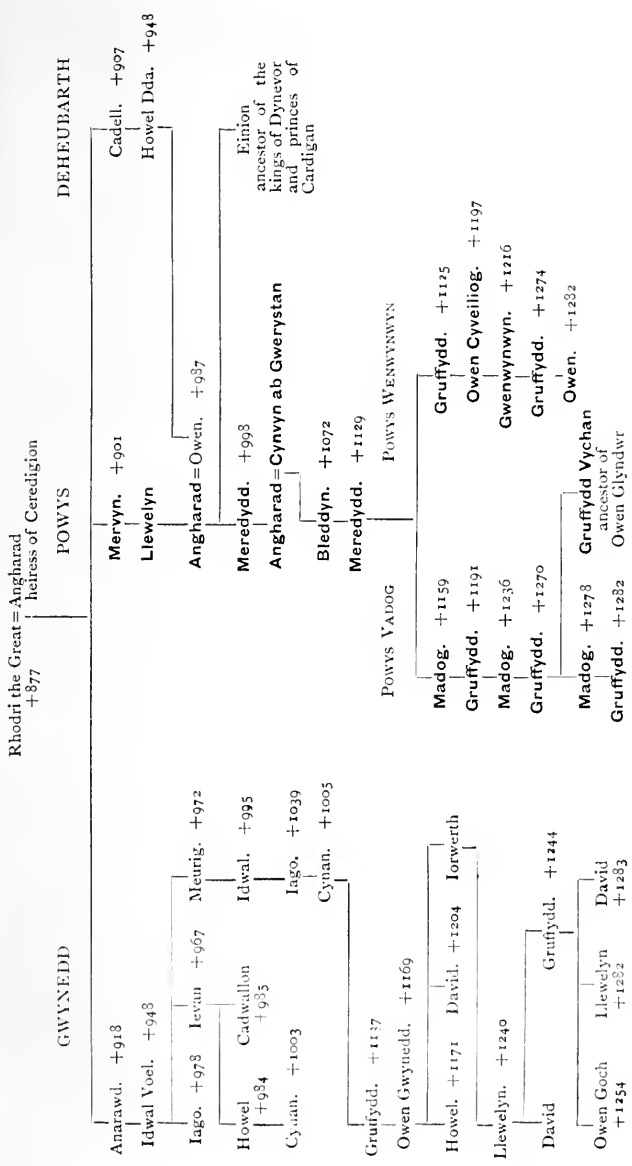 Rhodri the Great = Angharad
+877 heiress of Ceredigion
GWYNEDD
POWYS
DEHEUBARTH
Anarawd. +918
Idwal Voel. +948
Iago. +978 Ievan +967 Meurig. +972
Howel Cadwallon Idwal. +995
+984 +985
Cynan. +1003 Iago. +1039
Cynan. +1005
Gruffydd. +1137
Owen Gwynedd. +1169
Howel. +1171 David. +1204 Iorwerth
Llewelyn. +1240
David Gruffydd. +1244
Owen Goch Llewelyn David
+1254 +1282 +1283
Mervyn. +901
Llewelyn
Angharad = Owen. +987
Meredydd. +998
Angharad = Cynvyn ab Gwerystan
Bleddyn. +1072
Meredydd. +1129
POWYS VADOG
Madog. +1159
Gruffydd. +1191
Madog. +1236
Gruffydd. +1270
Madog. +1278 Gruffydd Vychan
ancestor of
Owen Glyndwr
Gruffydd. +1282
POWYS WENWYNWYN
Gruffydd. +1125
Owen Cyveiliog. +1197
Gwenwynwyn. +1216
Gruffydd. +1274
Owen. +1282
Cadell. +907
Howel Dda. +948
Einion
ancestor of the
kings of Dynevor
and princes of
Cardigan